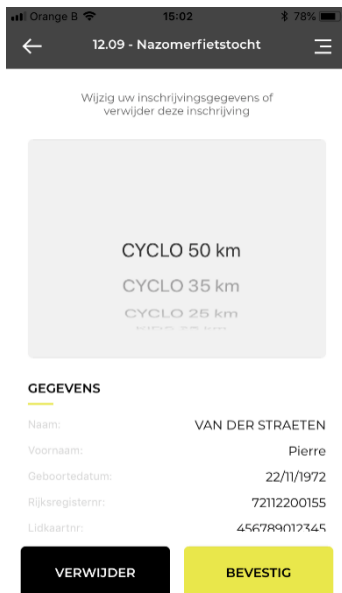 Orange B 15:02 78%
12.09 - Nazomerfietstocht
Wijzig uw inschrijvingsgegevens of
verwijder deze inschrijving
CYCLO 50 km
CYCLO 35 km
CYCLO 25 km
GEGEVENS
Naam: VAN DER STRAETEN
Voornaam: Pierre
Geboortedatum: 22/11/1972
Rijksregisternr: 72112200155
Lidkaartnr: 456789012345
VERWIJDER BEVESTIG